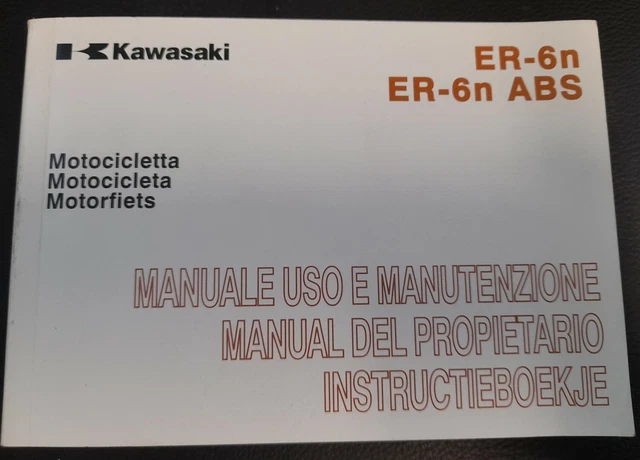 Kawasaki
ER-6n
ER-6n ABS
Motocicletta
Motocicleta
Motorfiets
MANUALE USO E MANUTENZIONE
MANUAL DEL PROPIETARIO
INSTRUCTIEBOEKJE